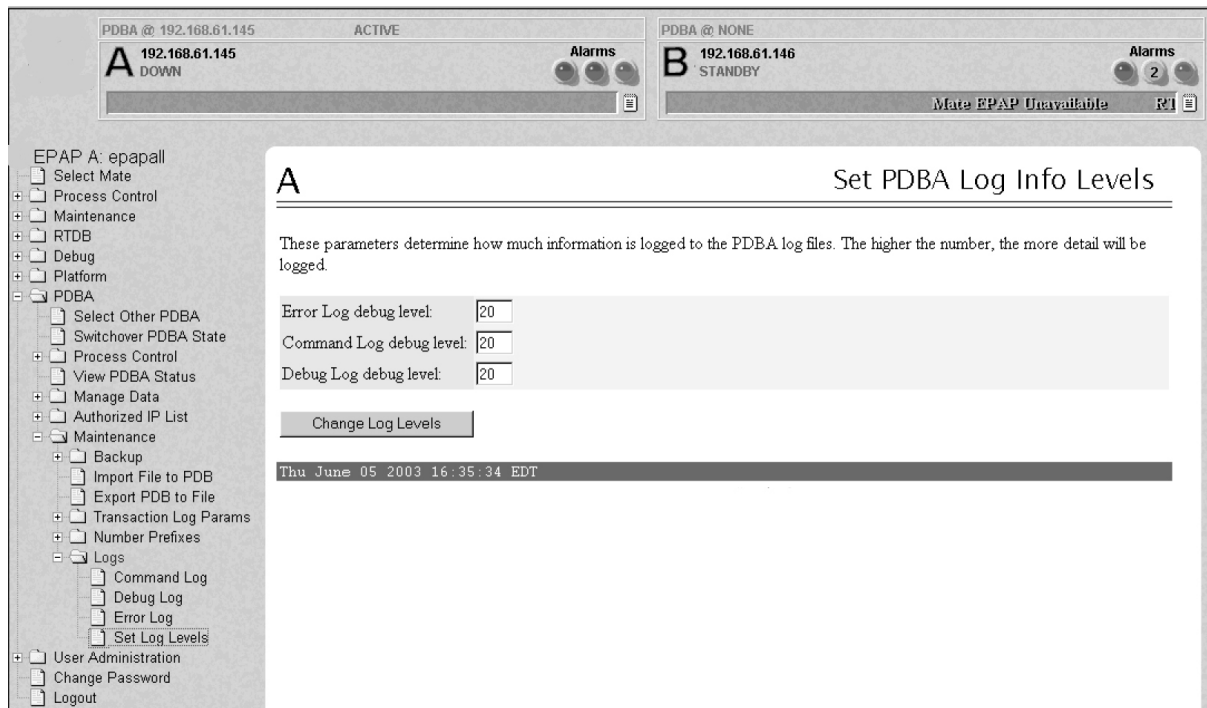 PDBA @ 192.168.61.145 ACTIVE
A 192.168.61.145 Alarms
DOWN
PDBA @ NONE
B 192.168.61.146 Alarms
STANDBY 2
Mate EPAP Unavailable RT
EPAP A: epapall
Select Mate
Process Control
Maintenance
RTDB
Debug
Platform
PDBA
Select Other PDBA
Switchover PDBA State
Process Control
View PDBA Status
Manage Data
Authorized IP List
Maintenance
Backup
Import File to PDB
Export PDB to File
Transaction Log Params
Number Prefixes
Logs
Command Log
Debug Log
Error Log
Set Log Levels
User Administration
Change Password
Logout
A Set PDBA Log Info Levels
These parameters determine how much information is logged to the PDBA log files. The higher the number, the more detail will be
logged.
Error Log debug level: 20
Command Log debug level: 20
Debug Log debug level: 20
Change Log Levels
Thu June 05 2003 16:35:34 EDT